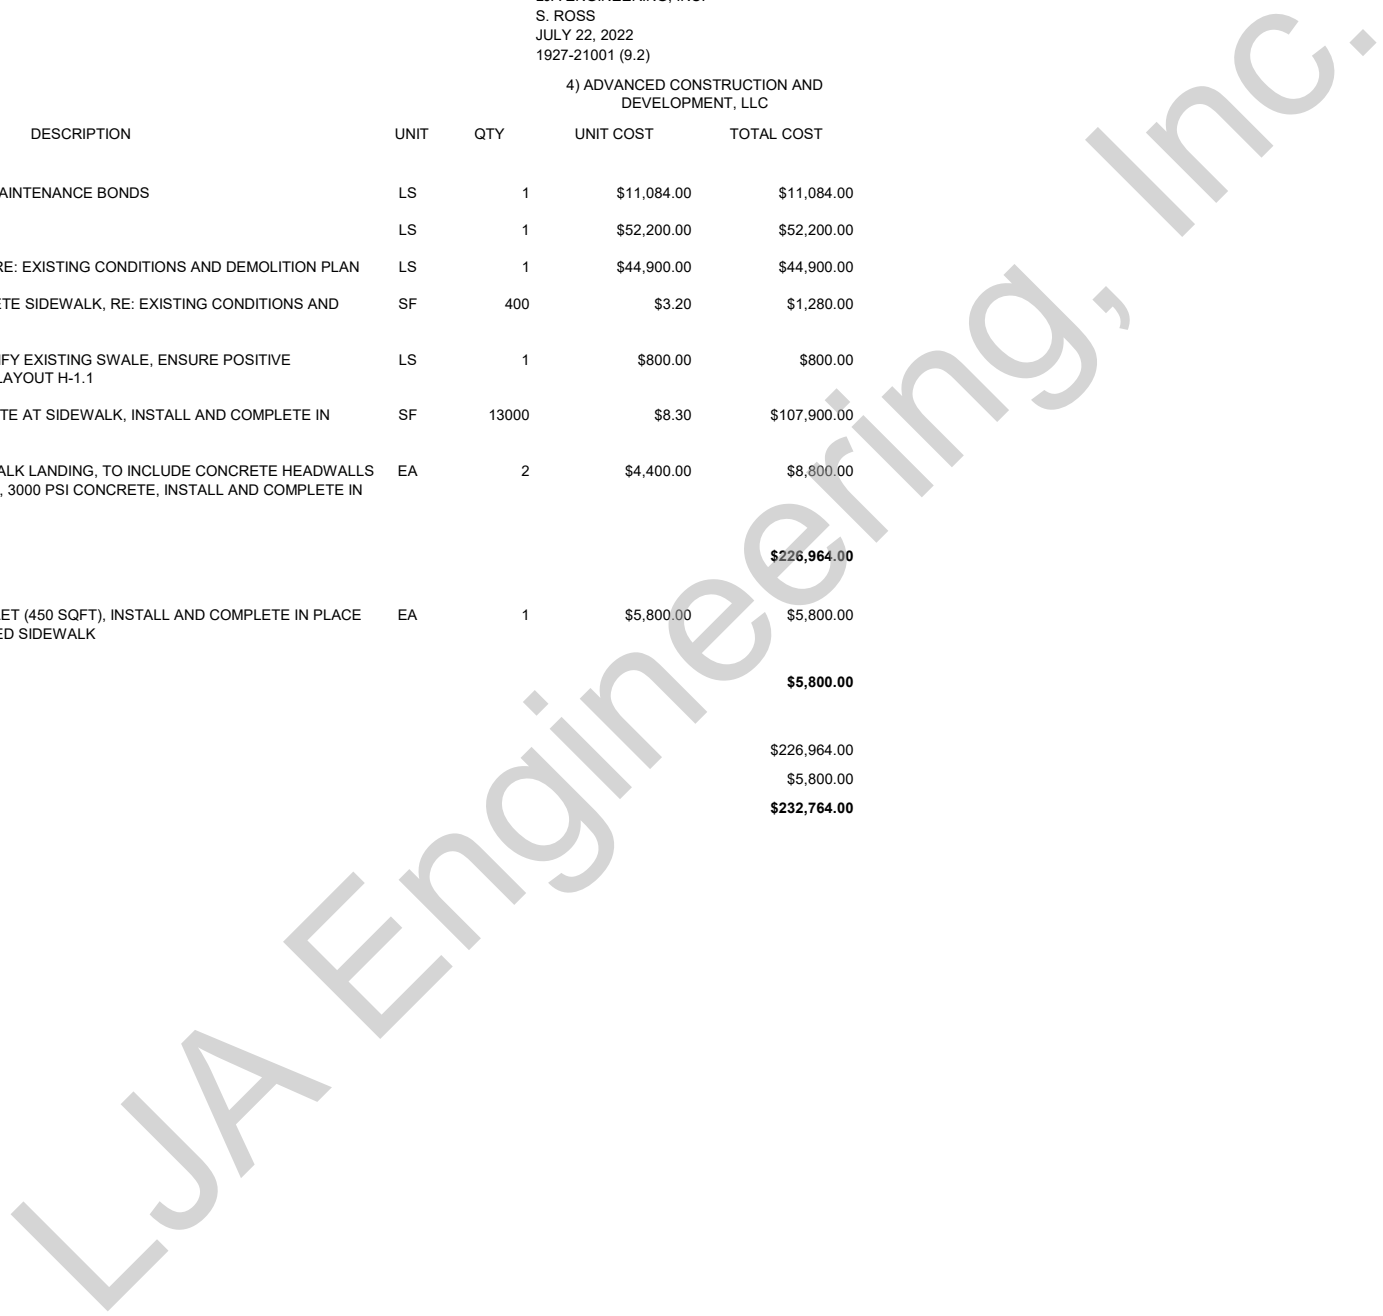 S. ROSS
JULY 22, 2022
1927-21001 (9.2)
4) ADVANCED CONSTRUCTION AND
DEVELOPMENT, LLC
DESCRIPTION UNIT QTY UNIT COST TOTAL COST
AINTENANCE BONDS LS 1 $11,084.00 $11,084.00
LS 1 $52,200.00 $52,200.00
RE: EXISTING CONDITIONS AND DEMOLITION PLAN LS 1 $44,900.00 $44,900.00
ETE SIDEWALK, RE: EXISTING CONDITIONS AND SF 400 $3.20 $1,280.00
IFY EXISTING SWALE, ENSURE POSITIVE LS 1 $800.00 $800.00
LAYOUT H-1.1
TE AT SIDEWALK, INSTALL AND COMPLETE IN SF 13000 $8.30 $107,900.00
ALK LANDING, TO INCLUDE CONCRETE HEADWALLS EA 2 $4,400.00 $8,800.00
, 3000 PSI CONCRETE, INSTALL AND COMPLETE IN
$226,964.00
ET (450 SQFT), INSTALL AND COMPLETE IN PLACE EA 1 $5,800.00 $5,800.00
ED SIDEWALK
$5,800.00
$226,964.00
$5,800.00
$232,764.00
LJA Engineering, Inc.